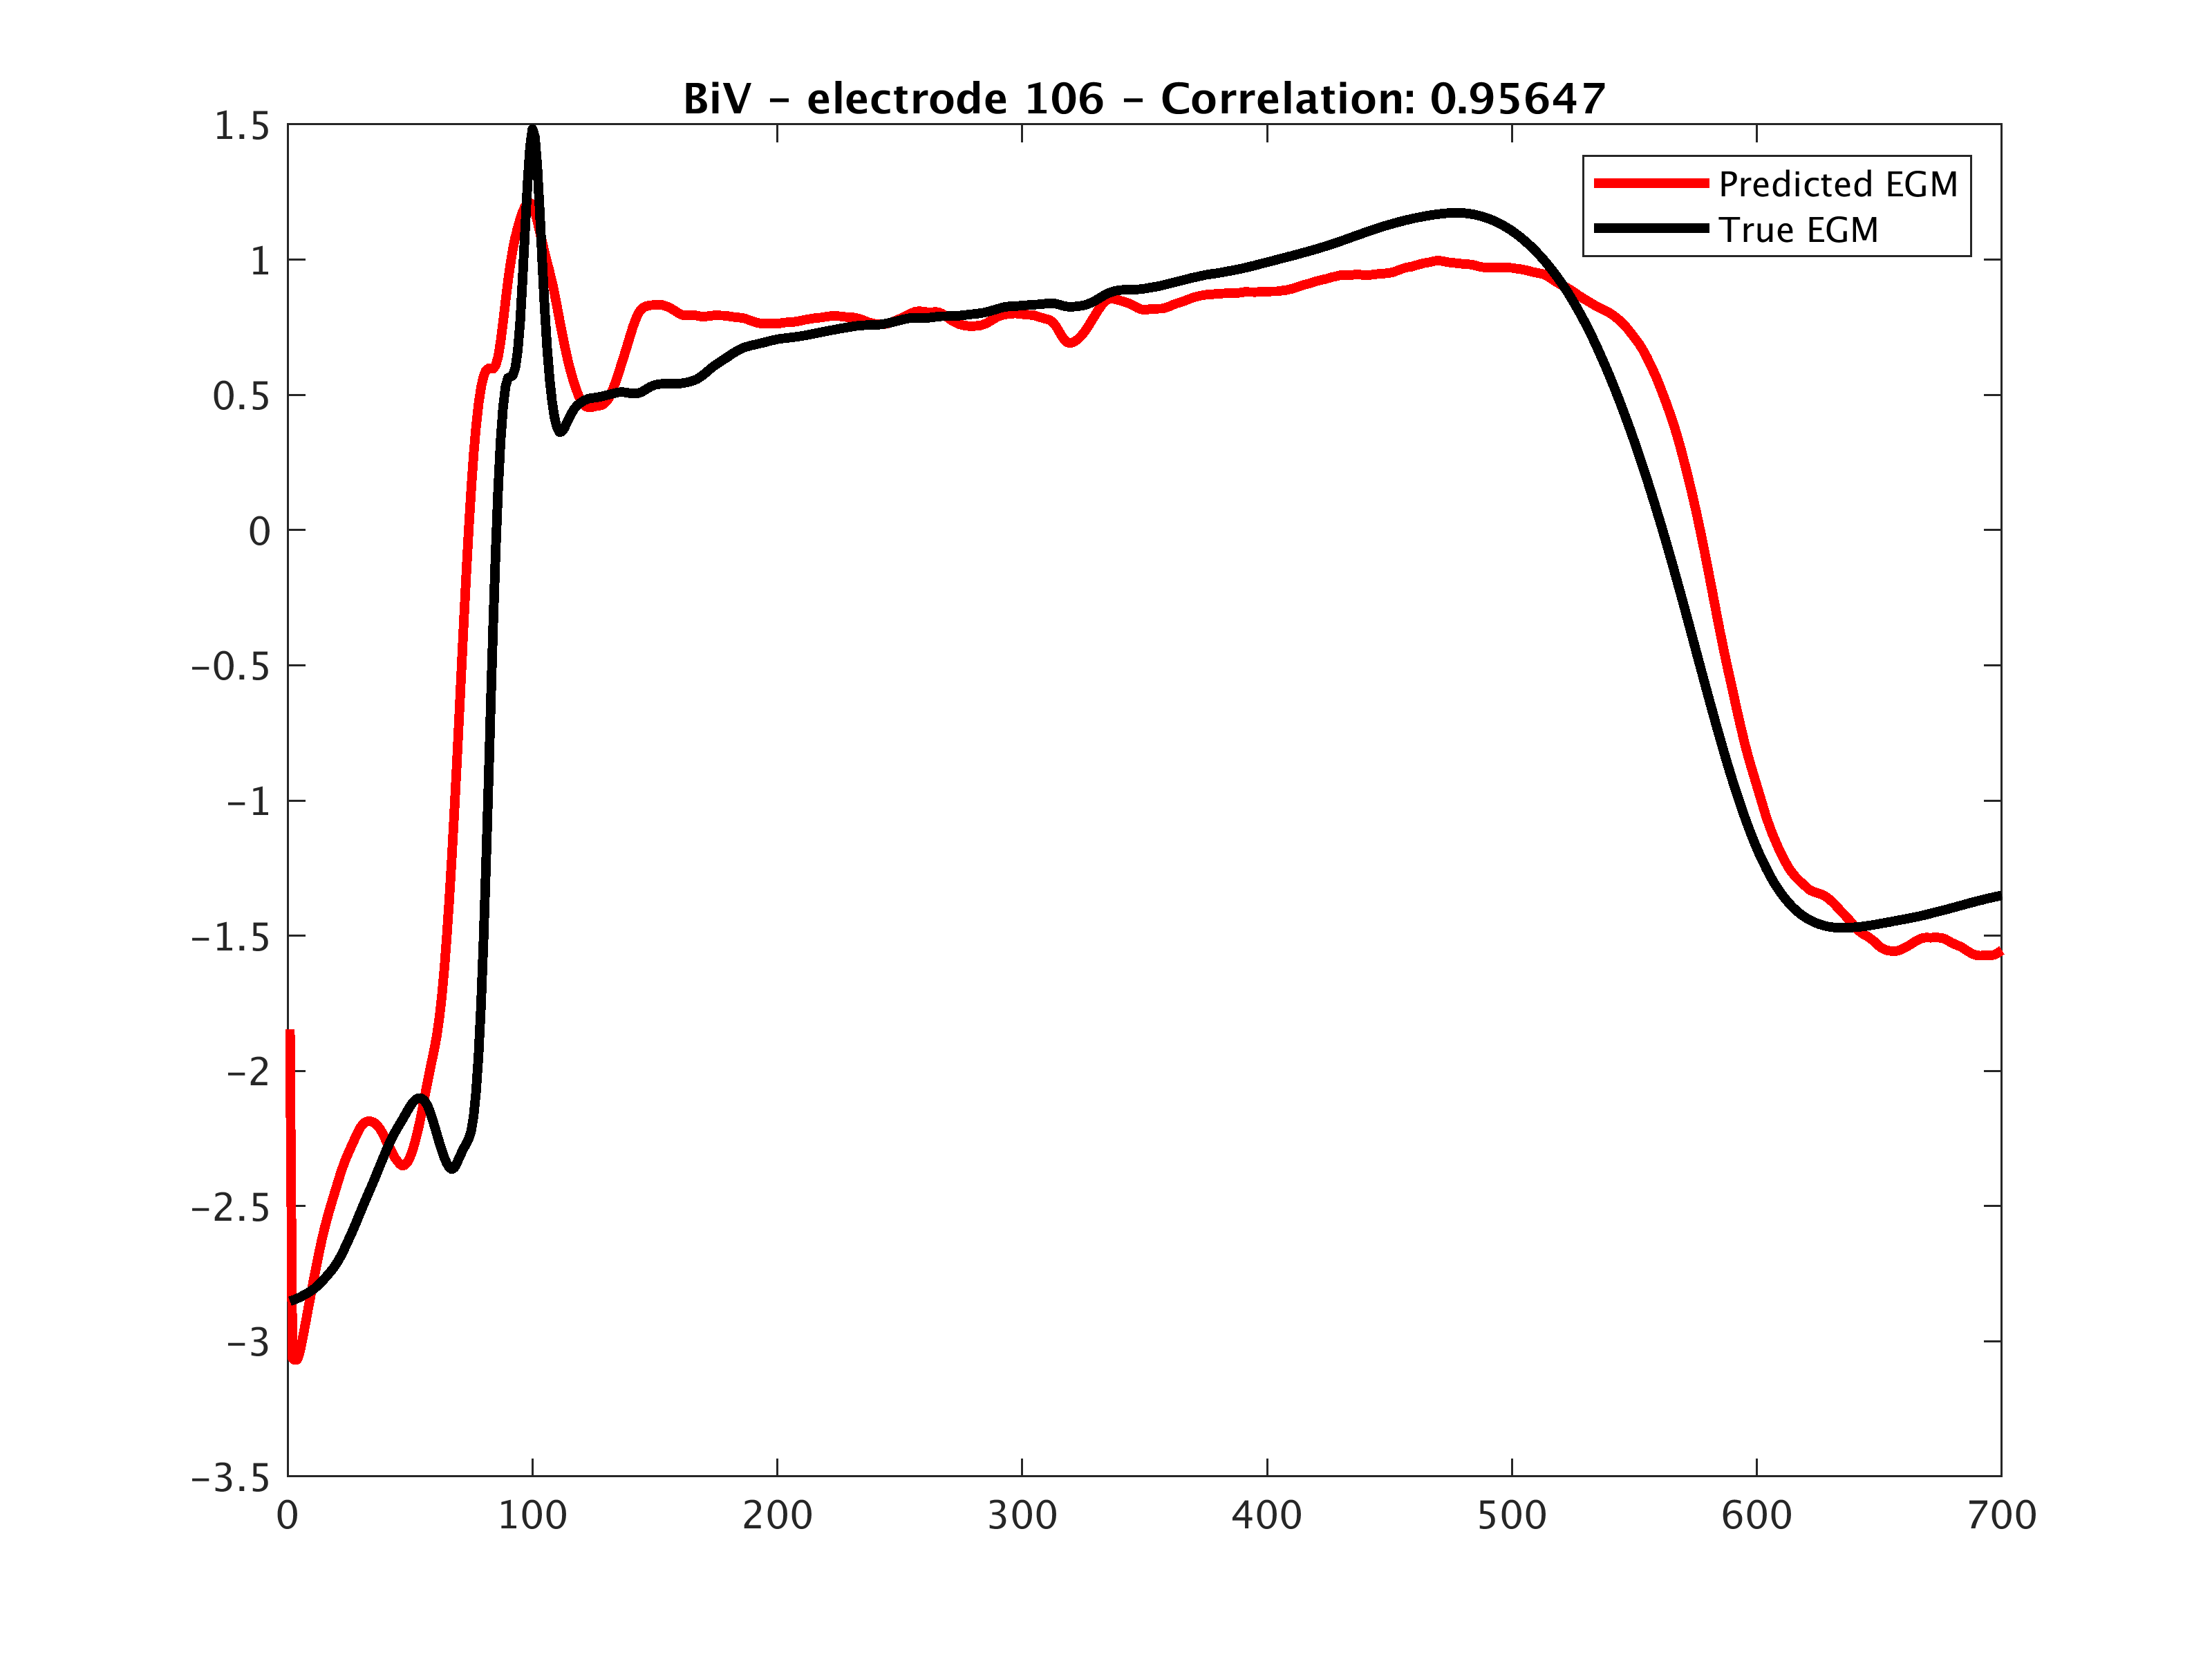 BiV – electrode 106 – Correlation: 0.95647
1.5
1
0.5
0
–0.5
–1
–1.5
–2
–2.5
–3
–3.5
0 100 200 300 400 500 600 700
Predicted EGM
True EGM